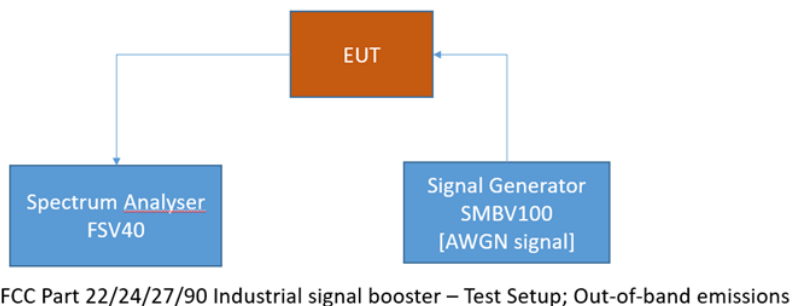 EUT
Spectrum Analyser
FSV40
Signal Generator
SMBV100
[AWGN signal]
FCC Part 22/24/27/90 Industrial signal booster – Test Setup; Out-of-band emissions